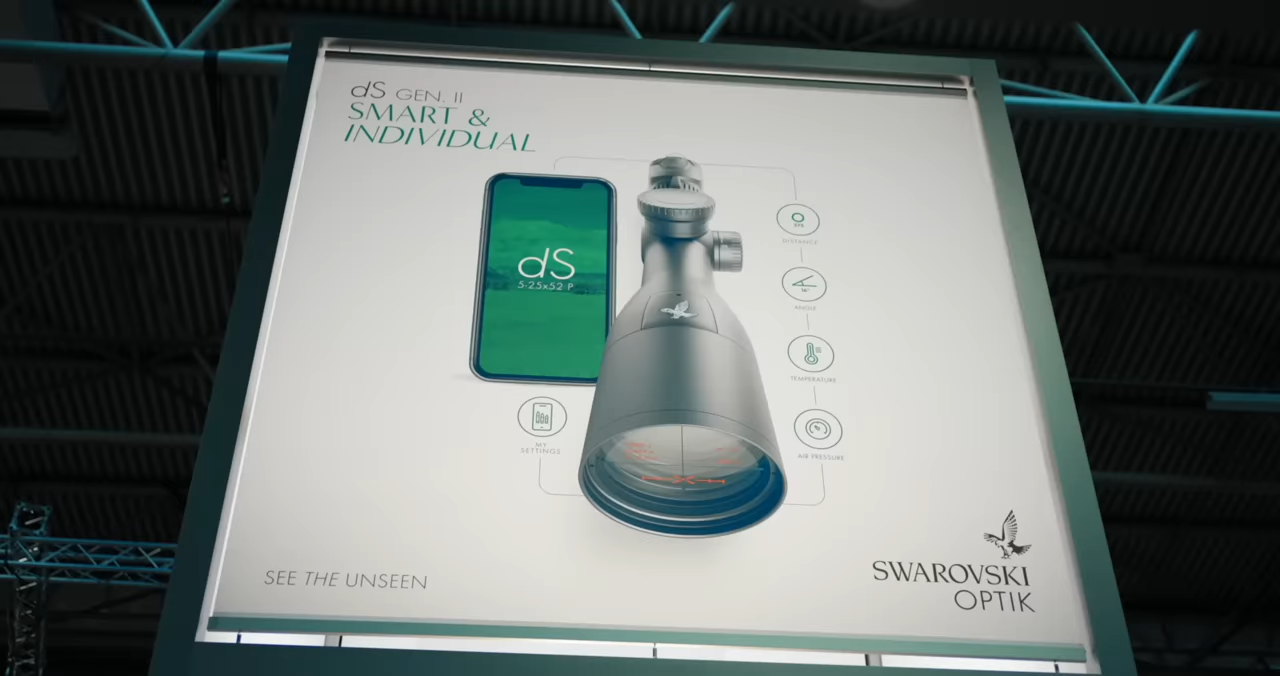 dS GEN. II
SMART &
INDIVIDUAL
dS
5-25x52 P
DISTANCE
ANGLE
TEMPERATURE
AIR PRESSURE
MY
SETTINGS
SEE THE UNSEEN
SWAROVSKI
OPTIK